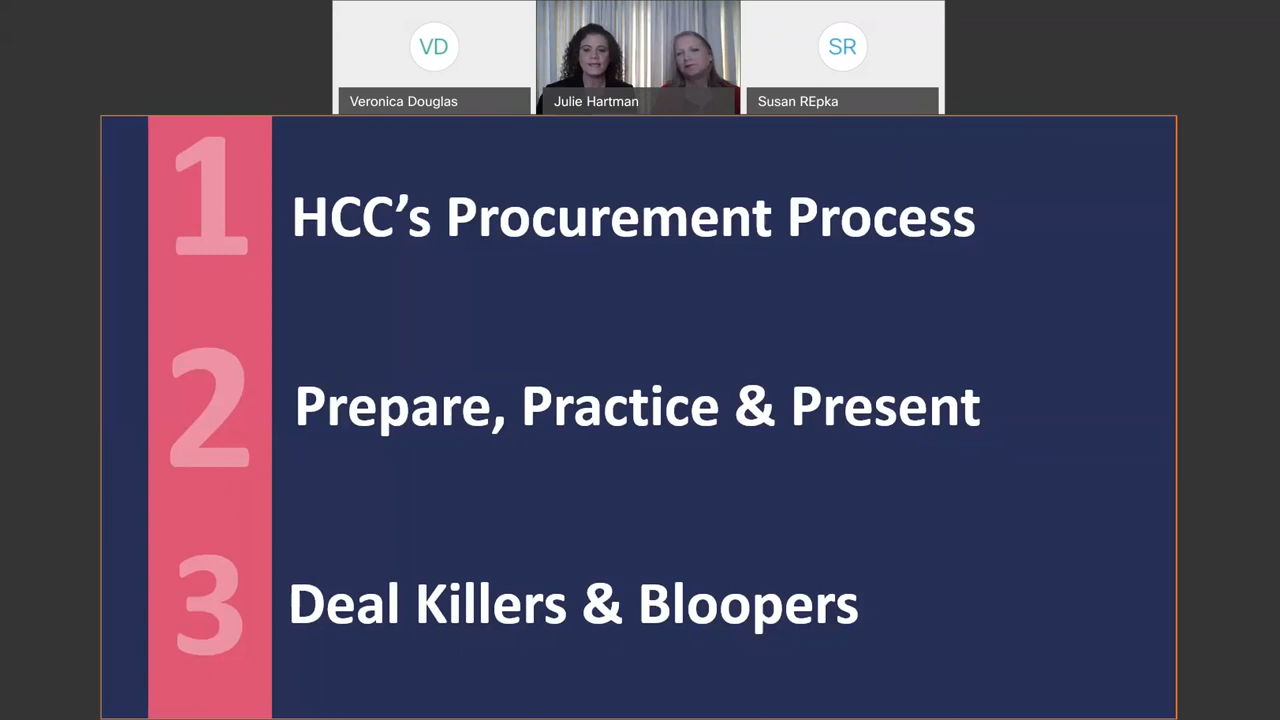 VD
SR
Veronica Douglas
Julie Hartman
Susan REpka
1
HCC’s Procurement Process
2
Prepare, Practice & Present
3
Deal Killers & Bloopers